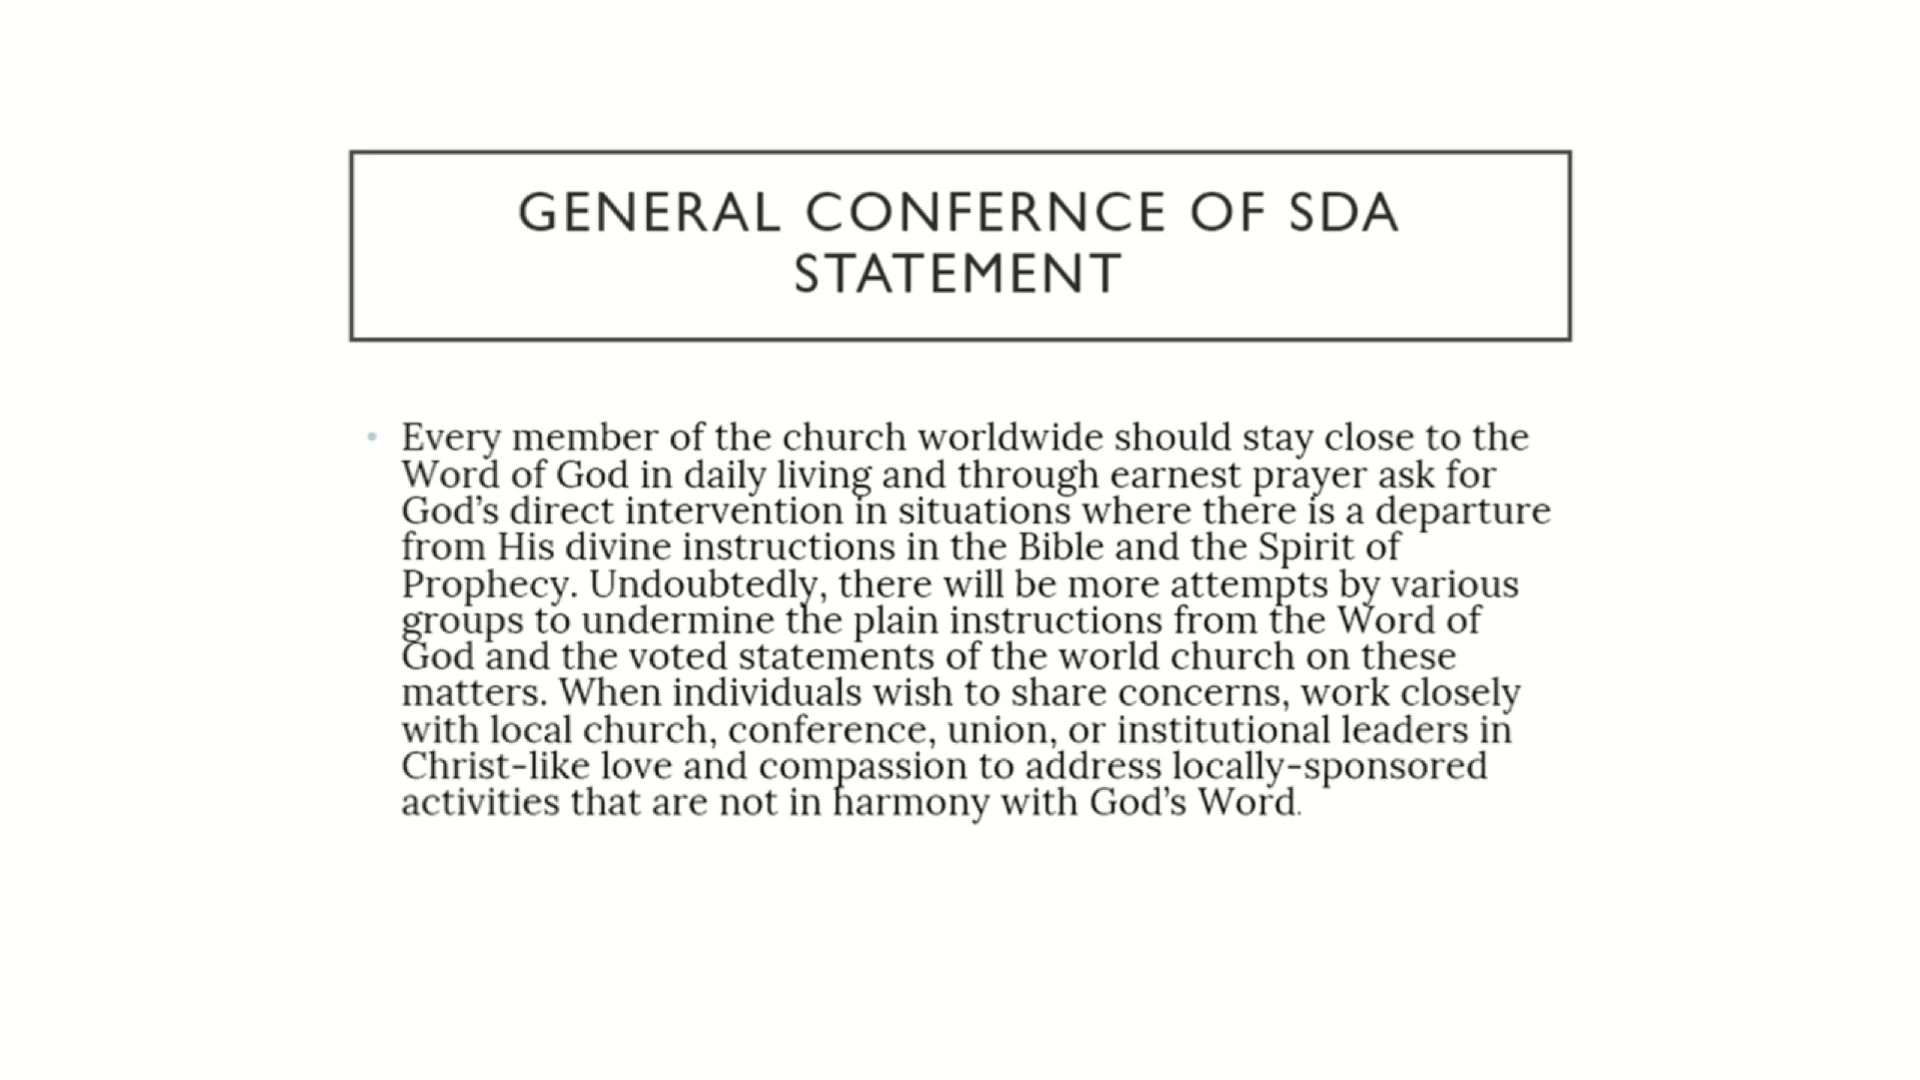 GENERAL CONFERNCE OF SDA
STATEMENT
• Every member of the church worldwide should stay close to the
Word of God in daily living and through earnest prayer ask for
God’s direct intervention in situations where there is a departure
from His divine instructions in the Bible and the Spirit of
Prophecy. Undoubtedly, there will be more attempts by various
groups to undermine the plain instructions from the Word of
God and the voted statements of the world church on these
matters. When individuals wish to share concerns, work closely
with local church, conference, union, or institutional leaders in
Christ-like love and compassion to address locally-sponsored
activities that are not in harmony with God’s Word.